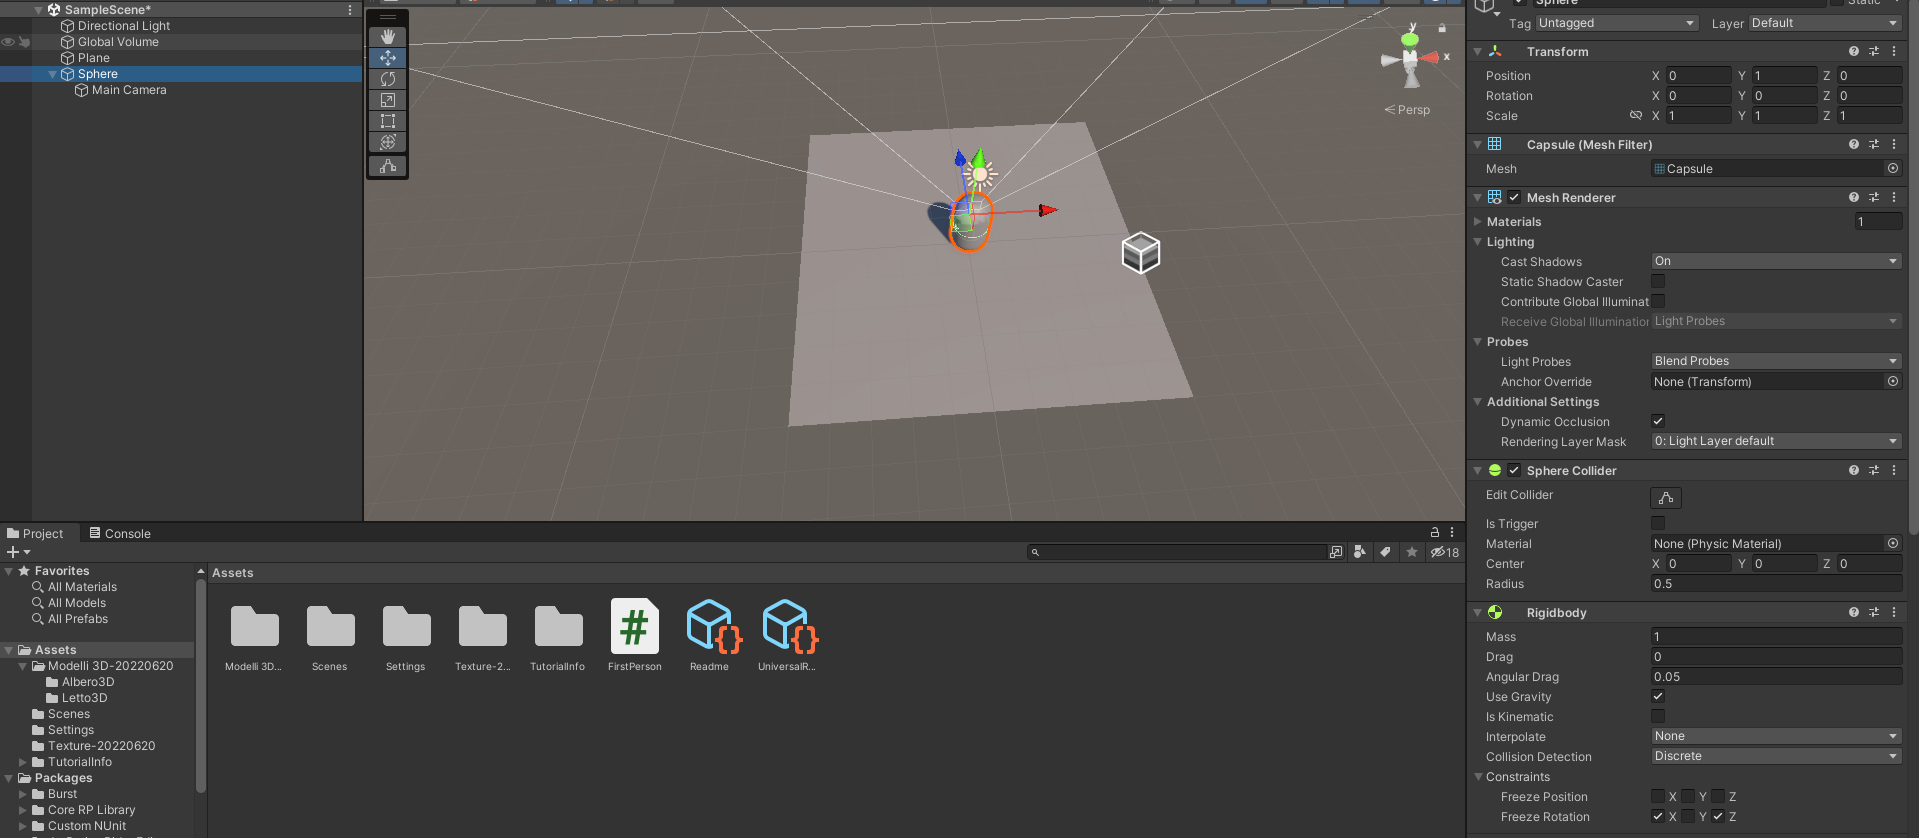 SampleScene*
Directional Light
Global Volume
Plane
Sphere
Main Camera
y
x
Persp
Sphere
Static
Tag Untagged Layer Default
Transform
Position X 0 Y 1 Z 0
Rotation X 0 Y 0 Z 0
Scale X 1 Y 1 Z 1
Capsule (Mesh Filter)
Mesh Capsule
Mesh Renderer
Materials 1
Lighting
Cast Shadows On
Static Shadow Caster
Contribute Global Illuminat
Receive Global Illumination Light Probes
Probes
Light Probes Blend Probes
Anchor Override None (Transform)
Additional Settings
Dynamic Occlusion
Rendering Layer Mask 0: Light Layer default
Sphere Collider
Edit Collider
Is Trigger
Material None (Physic Material)
Center X 0 Y 0 Z 0
Radius 0.5
Rigidbody
Mass 1
Drag 0
Angular Drag 0.05
Use Gravity
Is Kinematic
Interpolate None
Collision Detection Discrete
Constraints
Freeze Position X Y Z
Freeze Rotation X Y Z
Project Console
18
Favorites
All Materials
All Models
All Prefabs
Assets
Modelli 3D-20220620
Albero3D
Letto3D
Scenes
Settings
Texture-20220620
TutorialInfo
Packages
Burst
Core RP Library
Custom NUnit
Assets
Modelli 3D... Scenes Settings Texture-2... TutorialInfo FirstPerson Readme UniversalR...